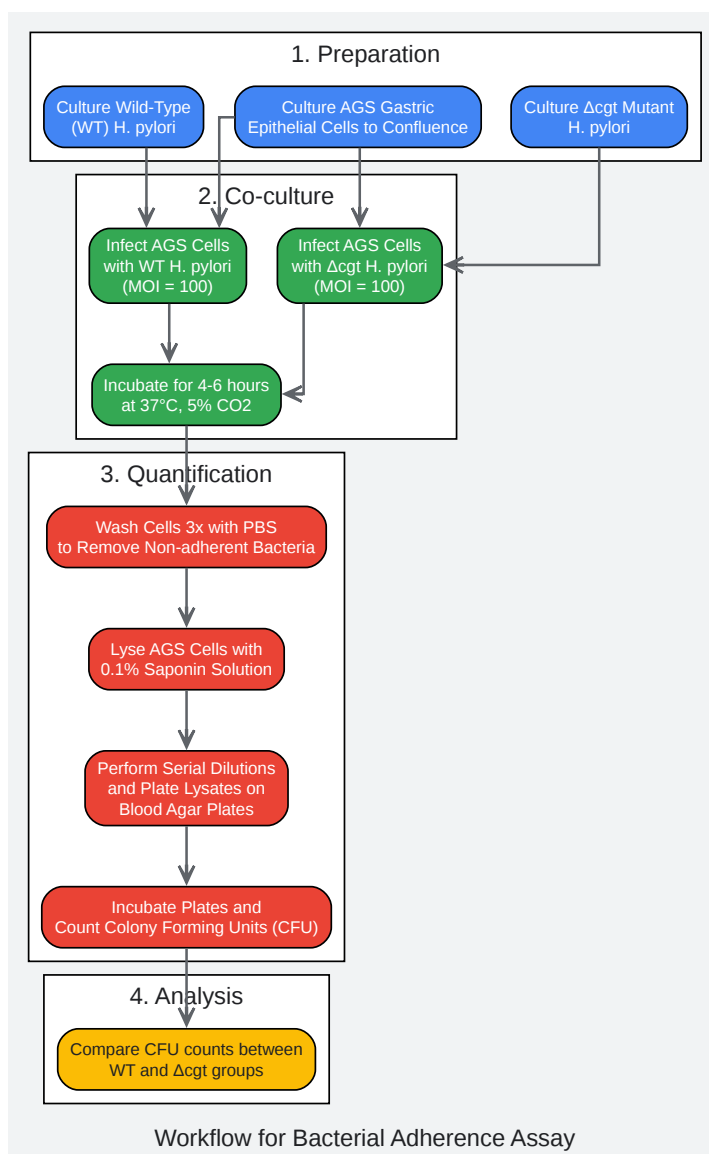 1. Preparation
Culture Wild-Type
(WT) H. pylori
Culture AGS Gastric
Epithelial Cells to Confluence
Culture Δcgt Mutant
H. pylori
2. Co-culture
Infect AGS Cells
with WT H. pylori
(MOI = 100)
Infect AGS Cells
with Δcgt H. pylori
(MOI = 100)
Incubate for 4-6 hours
at 37°C, 5% CO2
3. Quantification
Wash Cells 3x with PBS
to Remove Non-adherent Bacteria
Lyse AGS Cells with
0.1% Saponin Solution
Perform Serial Dilutions
and Plate Lysates on
Blood Agar Plates
Incubate Plates and
Count Colony Forming Units (CFU)
4. Analysis
Compare CFU counts between
WT and Δcgt groups
Workflow for Bacterial Adherence Assay